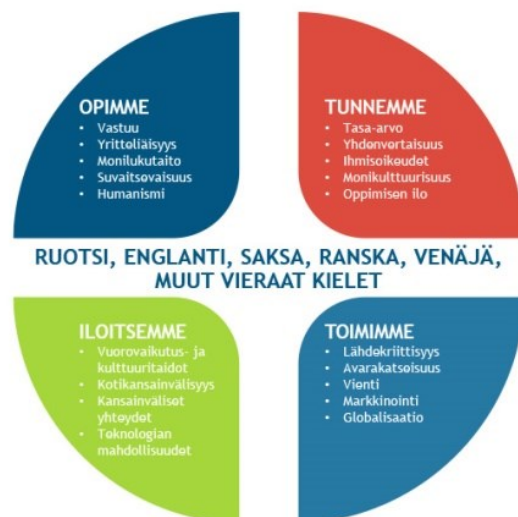 OPIMME
• Vastuu
• Yritteliäisyys
• Monilukutaito
• Suvaitsevaisuus
• Humanismi
TUNNEMME
• Tasa-arvo
• Yhdenvertaisuus
• Ihmisoikeudet
• Monikulttuurisuus
• Oppimisen ilo
RUOTSI, ENGLANTI, SAKSA, RANSKA, VENÄJÄ,
MUUT VIERAAT KIELET
ILOITSEMME
• Vuorovaikutus- ja
kulttuuritaidot
• Kotikansainvälisyys
• Kansainväliset
yhteydet
• Teknologian
mahdollisuudet
TOIMIMME
• Lähdekriittisyys
• Avarakatseisuus
• Vienti
• Markkinointi
• Globalisaatio